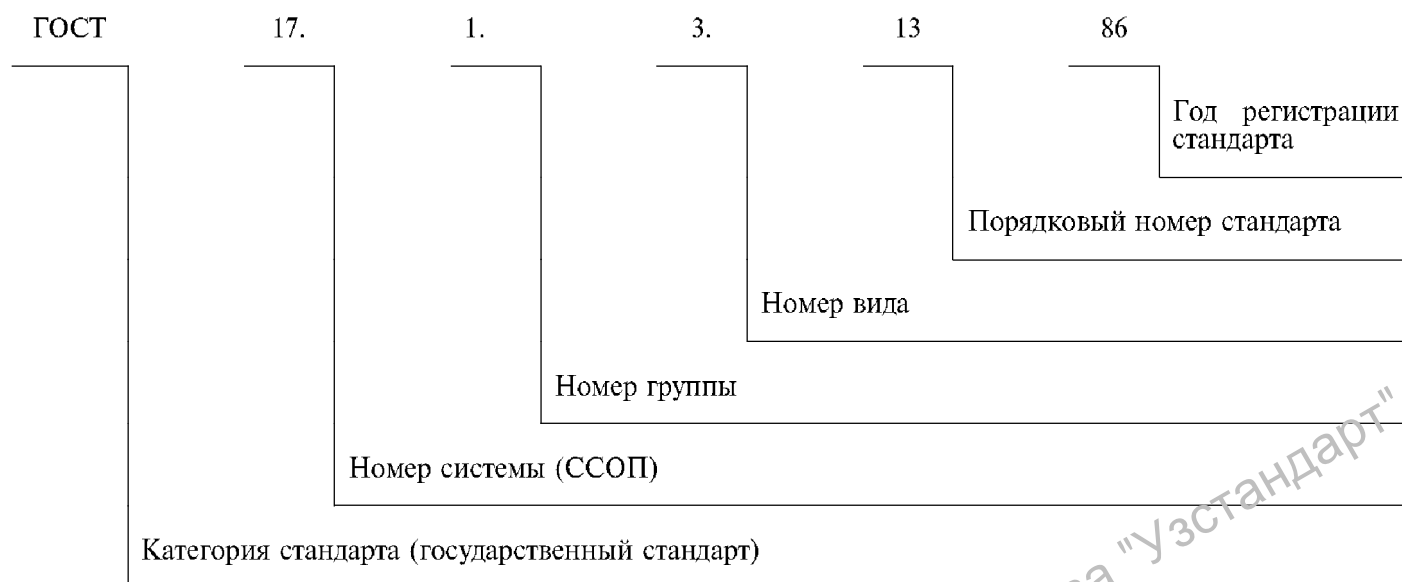 ГОСТ 17. 1. 3. 13 86
Год регистрации
стандарта
Порядковый номер стандарта
Номер вида
Номер группы
Номер системы (ССОП)
Категория стандарта (государственный стандарт)
"Узстандарт"